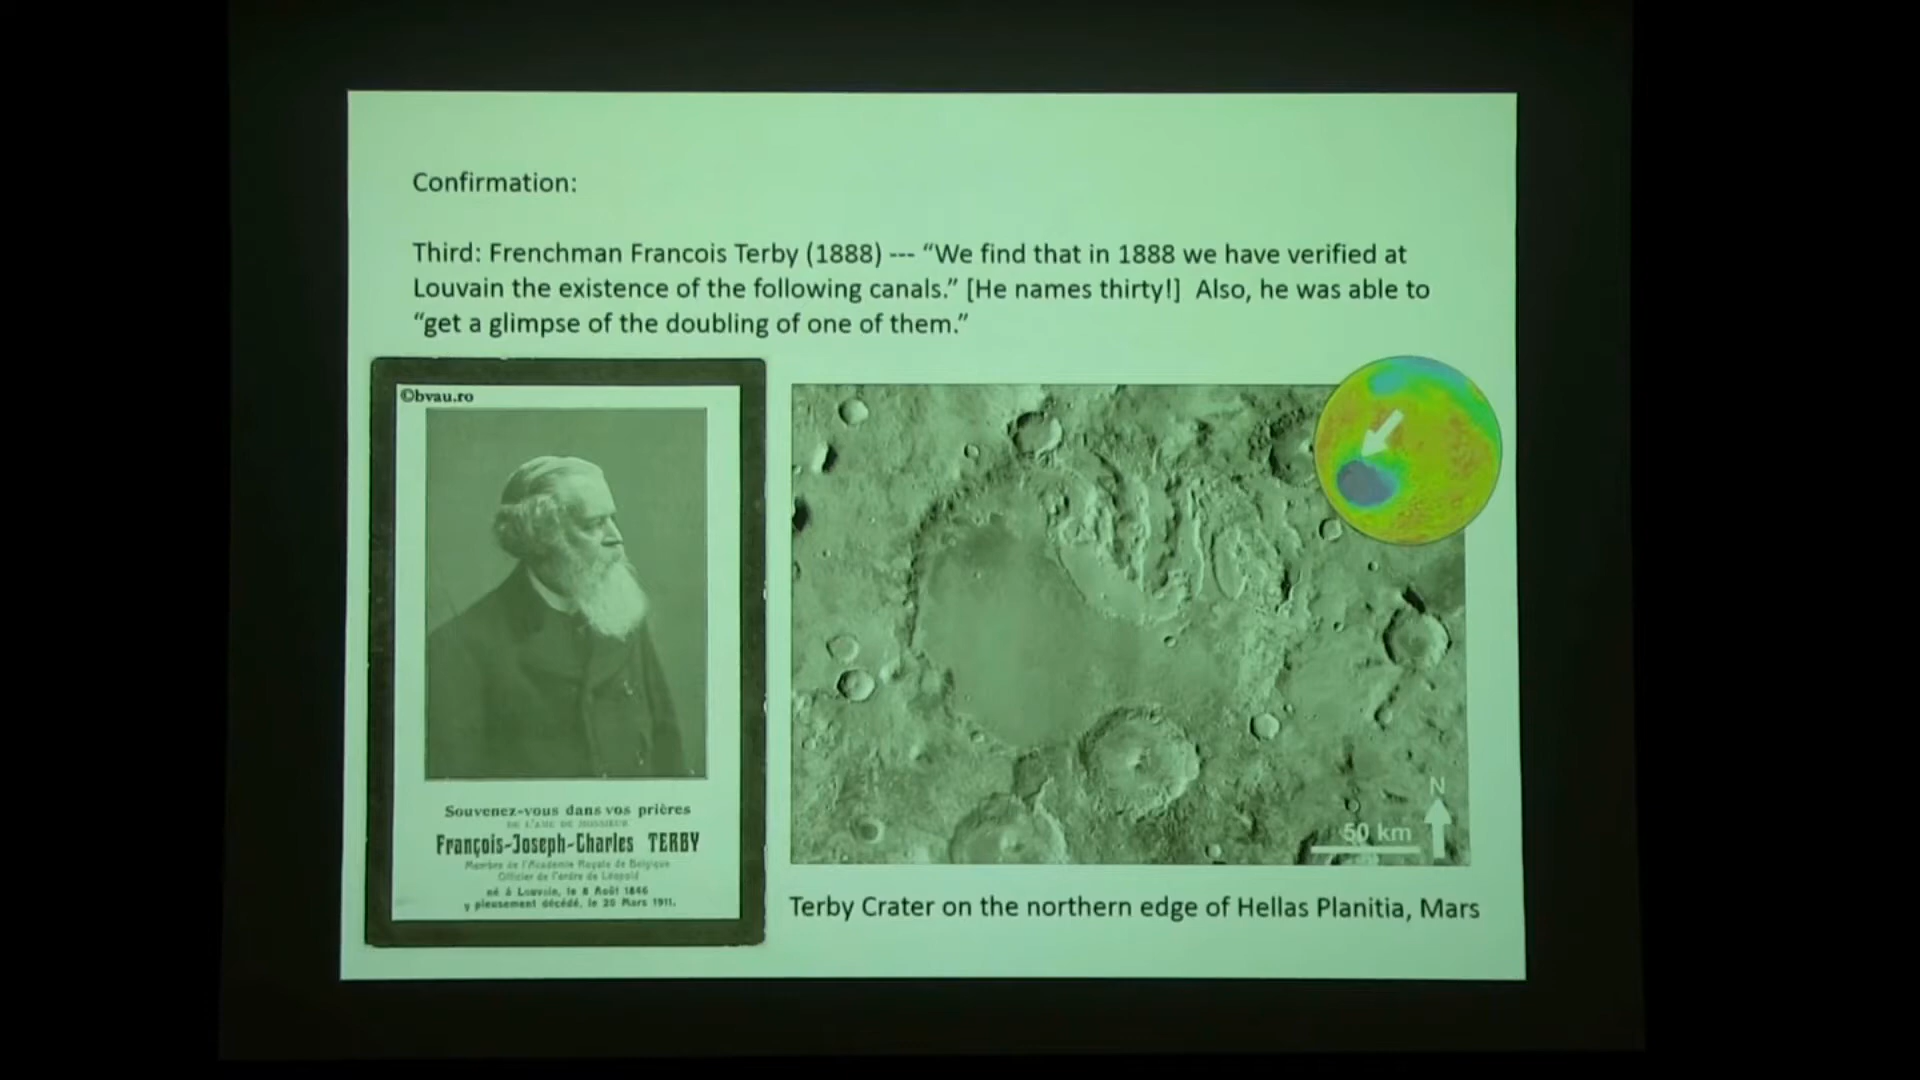 Confirmation:
Third: Frenchman Francois Terby (1888) --- “We find that in 1888 we have verified at
Louvain the existence of the following canals.” [He names thirty!]  Also, he was able to
“get a glimpse of the doubling of one of them.”
©bvau.ro
Souvenez-vous dans vos prières
DE L'AME DE MONSIEUR
François-Joseph-Charles TERBY
Membre de l'Académie Royale de Belgique
Officier de l'ordre de Léopold
né à Louvain, le 8 Août 1846
y pieusement décédé, le 20 Mars 1911.
N
50 km
Terby Crater on the northern edge of Hellas Planitia, Mars